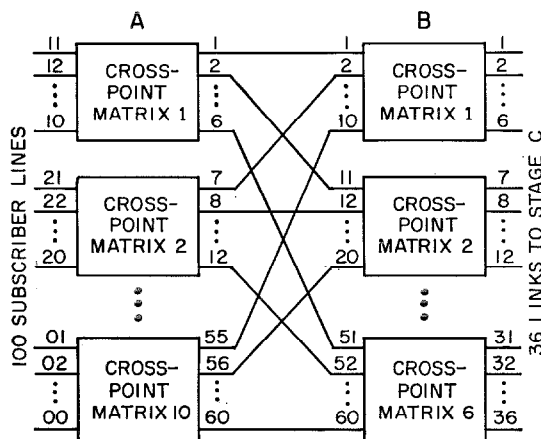 A B
11 1 1 1
12 CROSS- 2 2 CROSS- 2
POINT POINT
10 MATRIX 1 6 10 MATRIX 1 6
21 7 11 7
22 CROSS- 8 12 CROSS- 8
POINT POINT
20 MATRIX 2 12 20 MATRIX 2 12
01 55 51 31
02 CROSS- 56 52 CROSS- 32
POINT POINT
00 MATRIX 10 60 60 MATRIX 6 36
100 SUBSCRIBER LINES
36 LINKS TO STAGE C